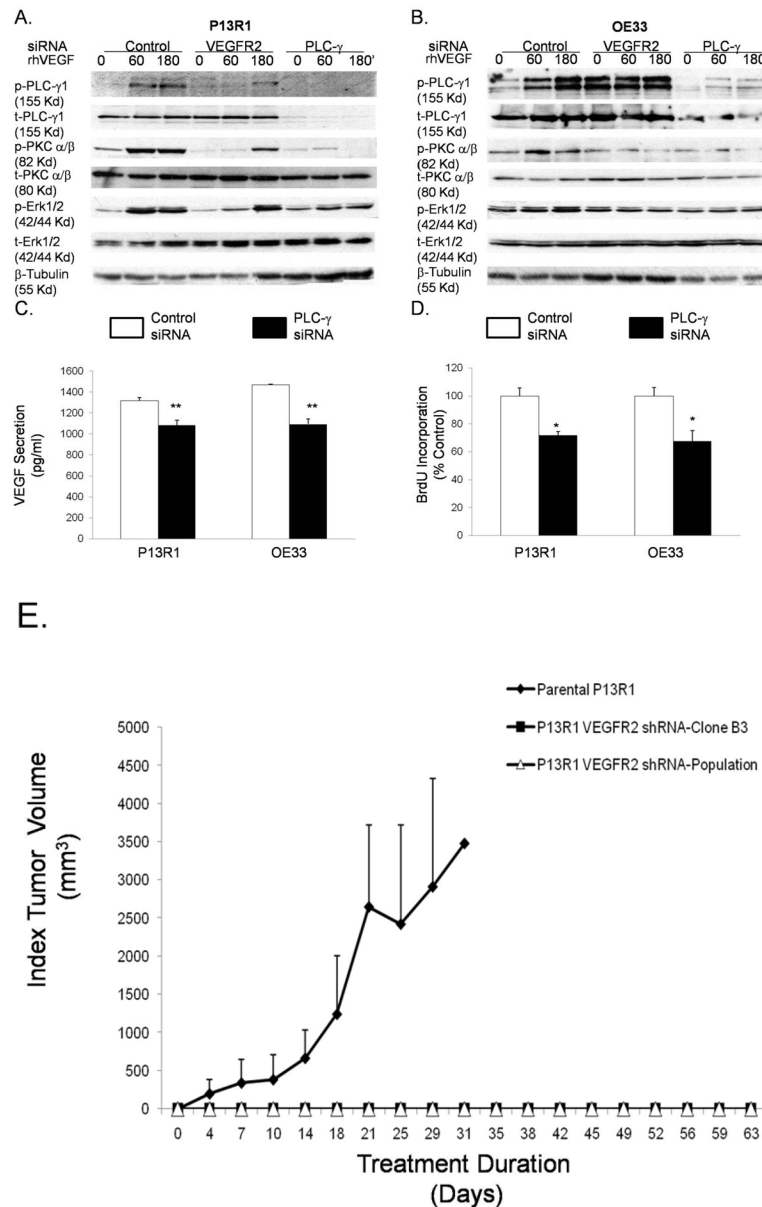 A.
P13R1
siRNA Control VEGFR2 PLC-γ
rhVEGF 0 60 180 0 60 180 0 60 180'
p-PLC-γ1
(155 Kd)
t-PLC-γ1
(155 Kd)
p-PKC α/β
(82 Kd)
t-PKC α/β
(80 Kd)
p-Erk1/2
(42/44 Kd)
t-Erk1/2
(42/44 Kd)
β-Tubulin
(55 Kd)
B.
OE33
siRNA Control VEGFR2 PLC-γ
rhVEGF 0 60 180 0 60 180 0 60 180'
p-PLC-γ1
(155 Kd)
t-PLC-γ1
(155 Kd)
p-PKC α/β
(82 Kd)
t-PKC α/β
(80 Kd)
p-Erk1/2
(42/44 Kd)
t-Erk1/2
(42/44 Kd)
β-Tubulin
(55 Kd)
C.
Control
siRNA
PLC-γ
siRNA
VEGF Secretion
(pg/ml)
1600
1400
1200
1000
800
600
400
200
0
**
**
P13R1 OE33
D.
Control
siRNA
PLC-γ
siRNA
BrdU Incorporation
(% Control)
120
100
80
60
40
20
0
*
*
P13R1 OE33
E.
Parental P13R1
P13R1 VEGFR2 shRNA-Clone B3
P13R1 VEGFR2 shRNA-Population
Index Tumor Volume
(mm³)
5000
4500
4000
3500
3000
2500
2000
1500
1000
500
0
0 4 7 10 14 18 21 25 29 31 35 38 42 45 49 52 56 59 63
Treatment Duration
(Days)